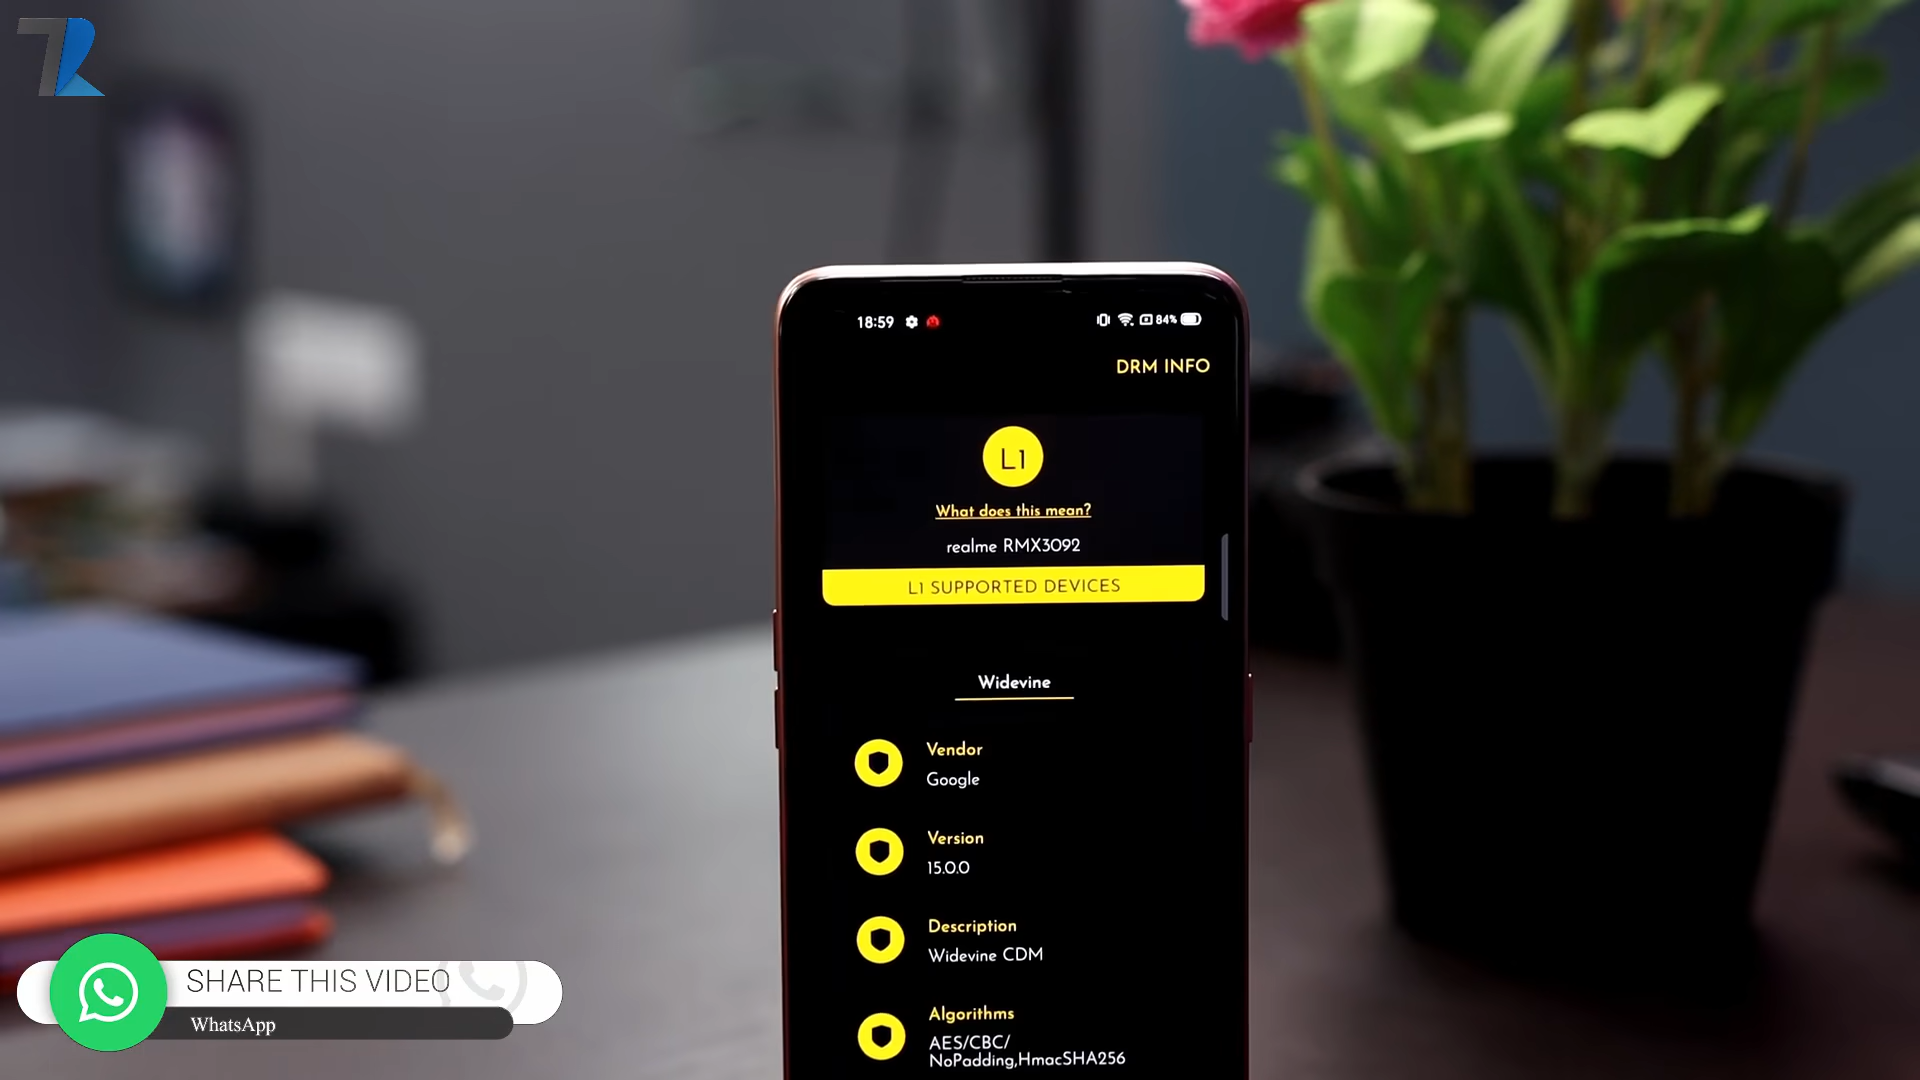 18:59
84%
DRM INFO
L1
What does this mean?
realme RMX3092
L1 SUPPORTED DEVICES
Widevine
Vendor
Google
Version
15.0.0
Description
Widevine CDM
Algorithms
AES/CBC/
NoPadding,HmacSHA256
SHARE THIS VIDEO
WhatsApp